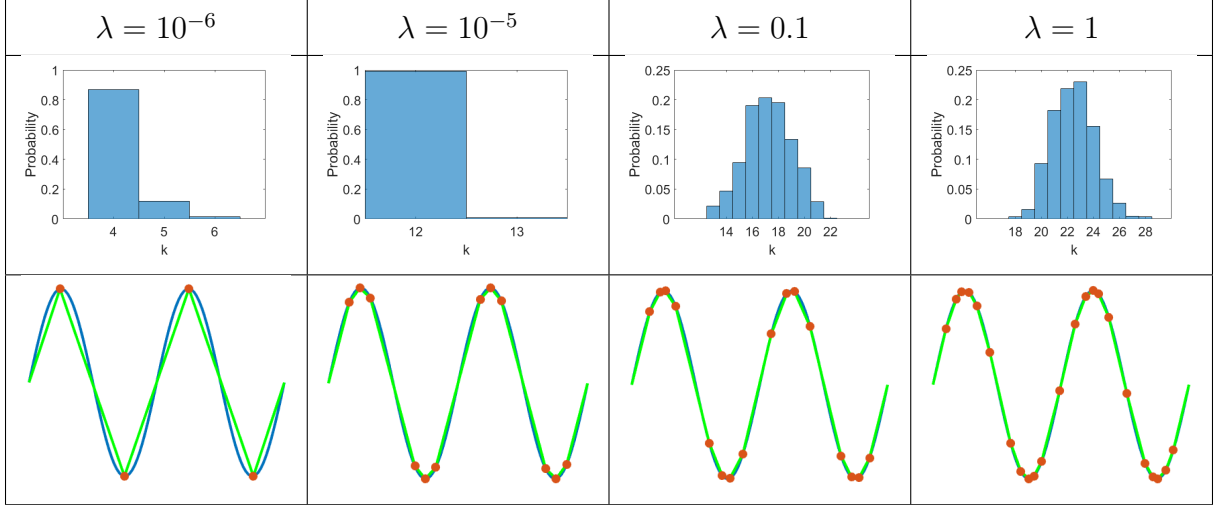 λ = 10⁻⁶
λ = 10⁻⁵
λ = 0.1
λ = 1
Probability
1
0.8
0.6
0.4
0.2
0
4 5 6
k
Probability
1
0.8
0.6
0.4
0.2
0
12 13
k
Probability
0.25
0.2
0.15
0.1
0.05
0
14 16 18 20 22
k
Probability
0.25
0.2
0.15
0.1
0.05
0
18 20 22 24 26 28
k